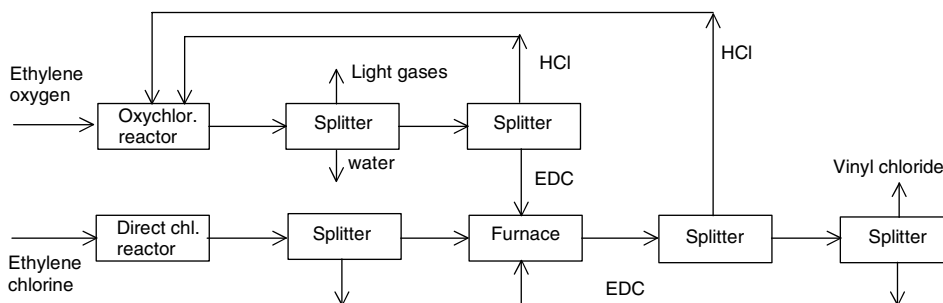 Ethylene
oxygen
Oxychlor.
reactor
Light gases
Splitter
water
HCl
Splitter
EDC
HCl
Vinyl chloride
Ethylene
chlorine
Direct chl.
reactor
Splitter
Furnace
Splitter
Splitter
EDC